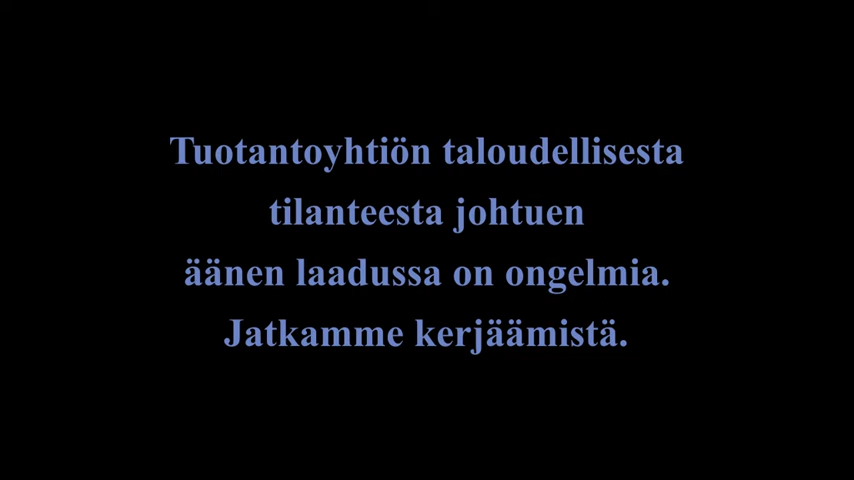 Tuotantoyhtiön taloudellisesta
tilanteesta johtuen
äänen laadussa on ongelmia.
Jatkamme kerjäämistä.